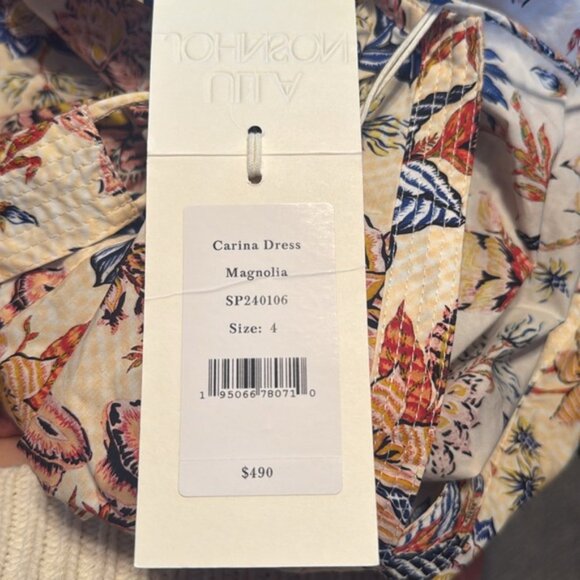 ULLA
JOHNSON
Carina Dress
Magnolia
SP240106
Size: 4
1 95066 78071 0
$490